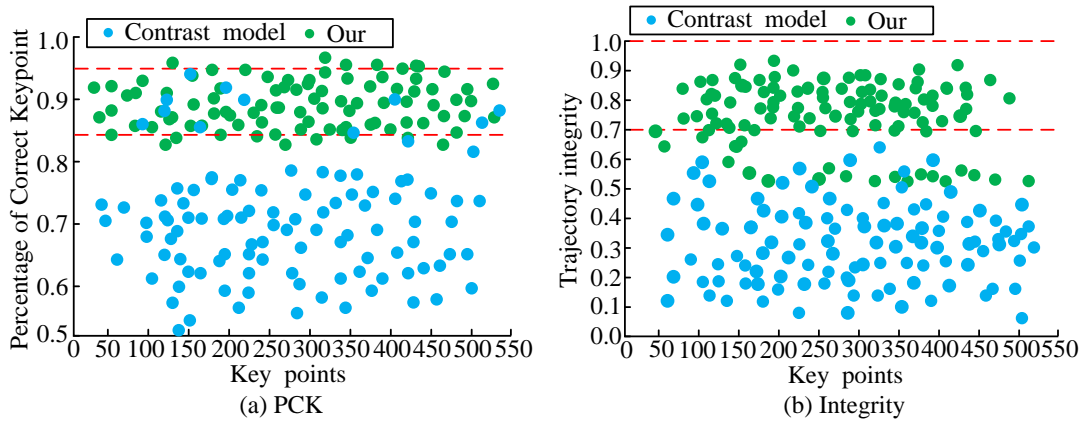 Contrast model Our
1.0
0.9
0.8
0.7
0.6
0.5
Percentage of Correct Keypoint
0 50 100 150 200 250 300 350 400 450 500 550
Key points
(a) PCK
Contrast model Our
1.0
0.9
0.8
0.7
0.6
0.5
0.4
0.3
0.2
0.1
0.0
Trajectory integrity
0 50 100 150 200 250 300 350 400 450 500 550
Key points
(b) Integrity